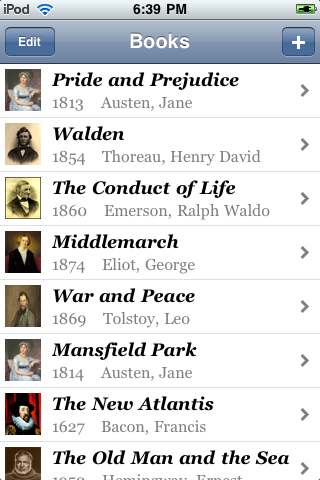 iPod 6:39 PM
Edit Books +
Pride and Prejudice
1813 Austen, Jane
Walden
1854 Thoreau, Henry David
The Conduct of Life
1860 Emerson, Ralph Waldo
Middlemarch
1874 Eliot, George
War and Peace
1869 Tolstoy, Leo
Mansfield Park
1814 Austen, Jane
The New Atlantis
1627 Bacon, Francis
The Old Man and the Sea
Hemingway, Ernest